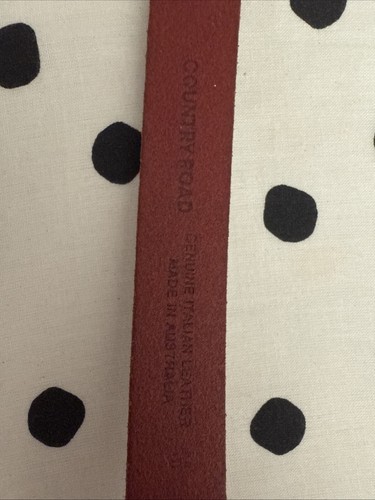 COUNTRY ROAD
GENUINE ITALIAN LEATHER
MADE IN AUSTRALIA